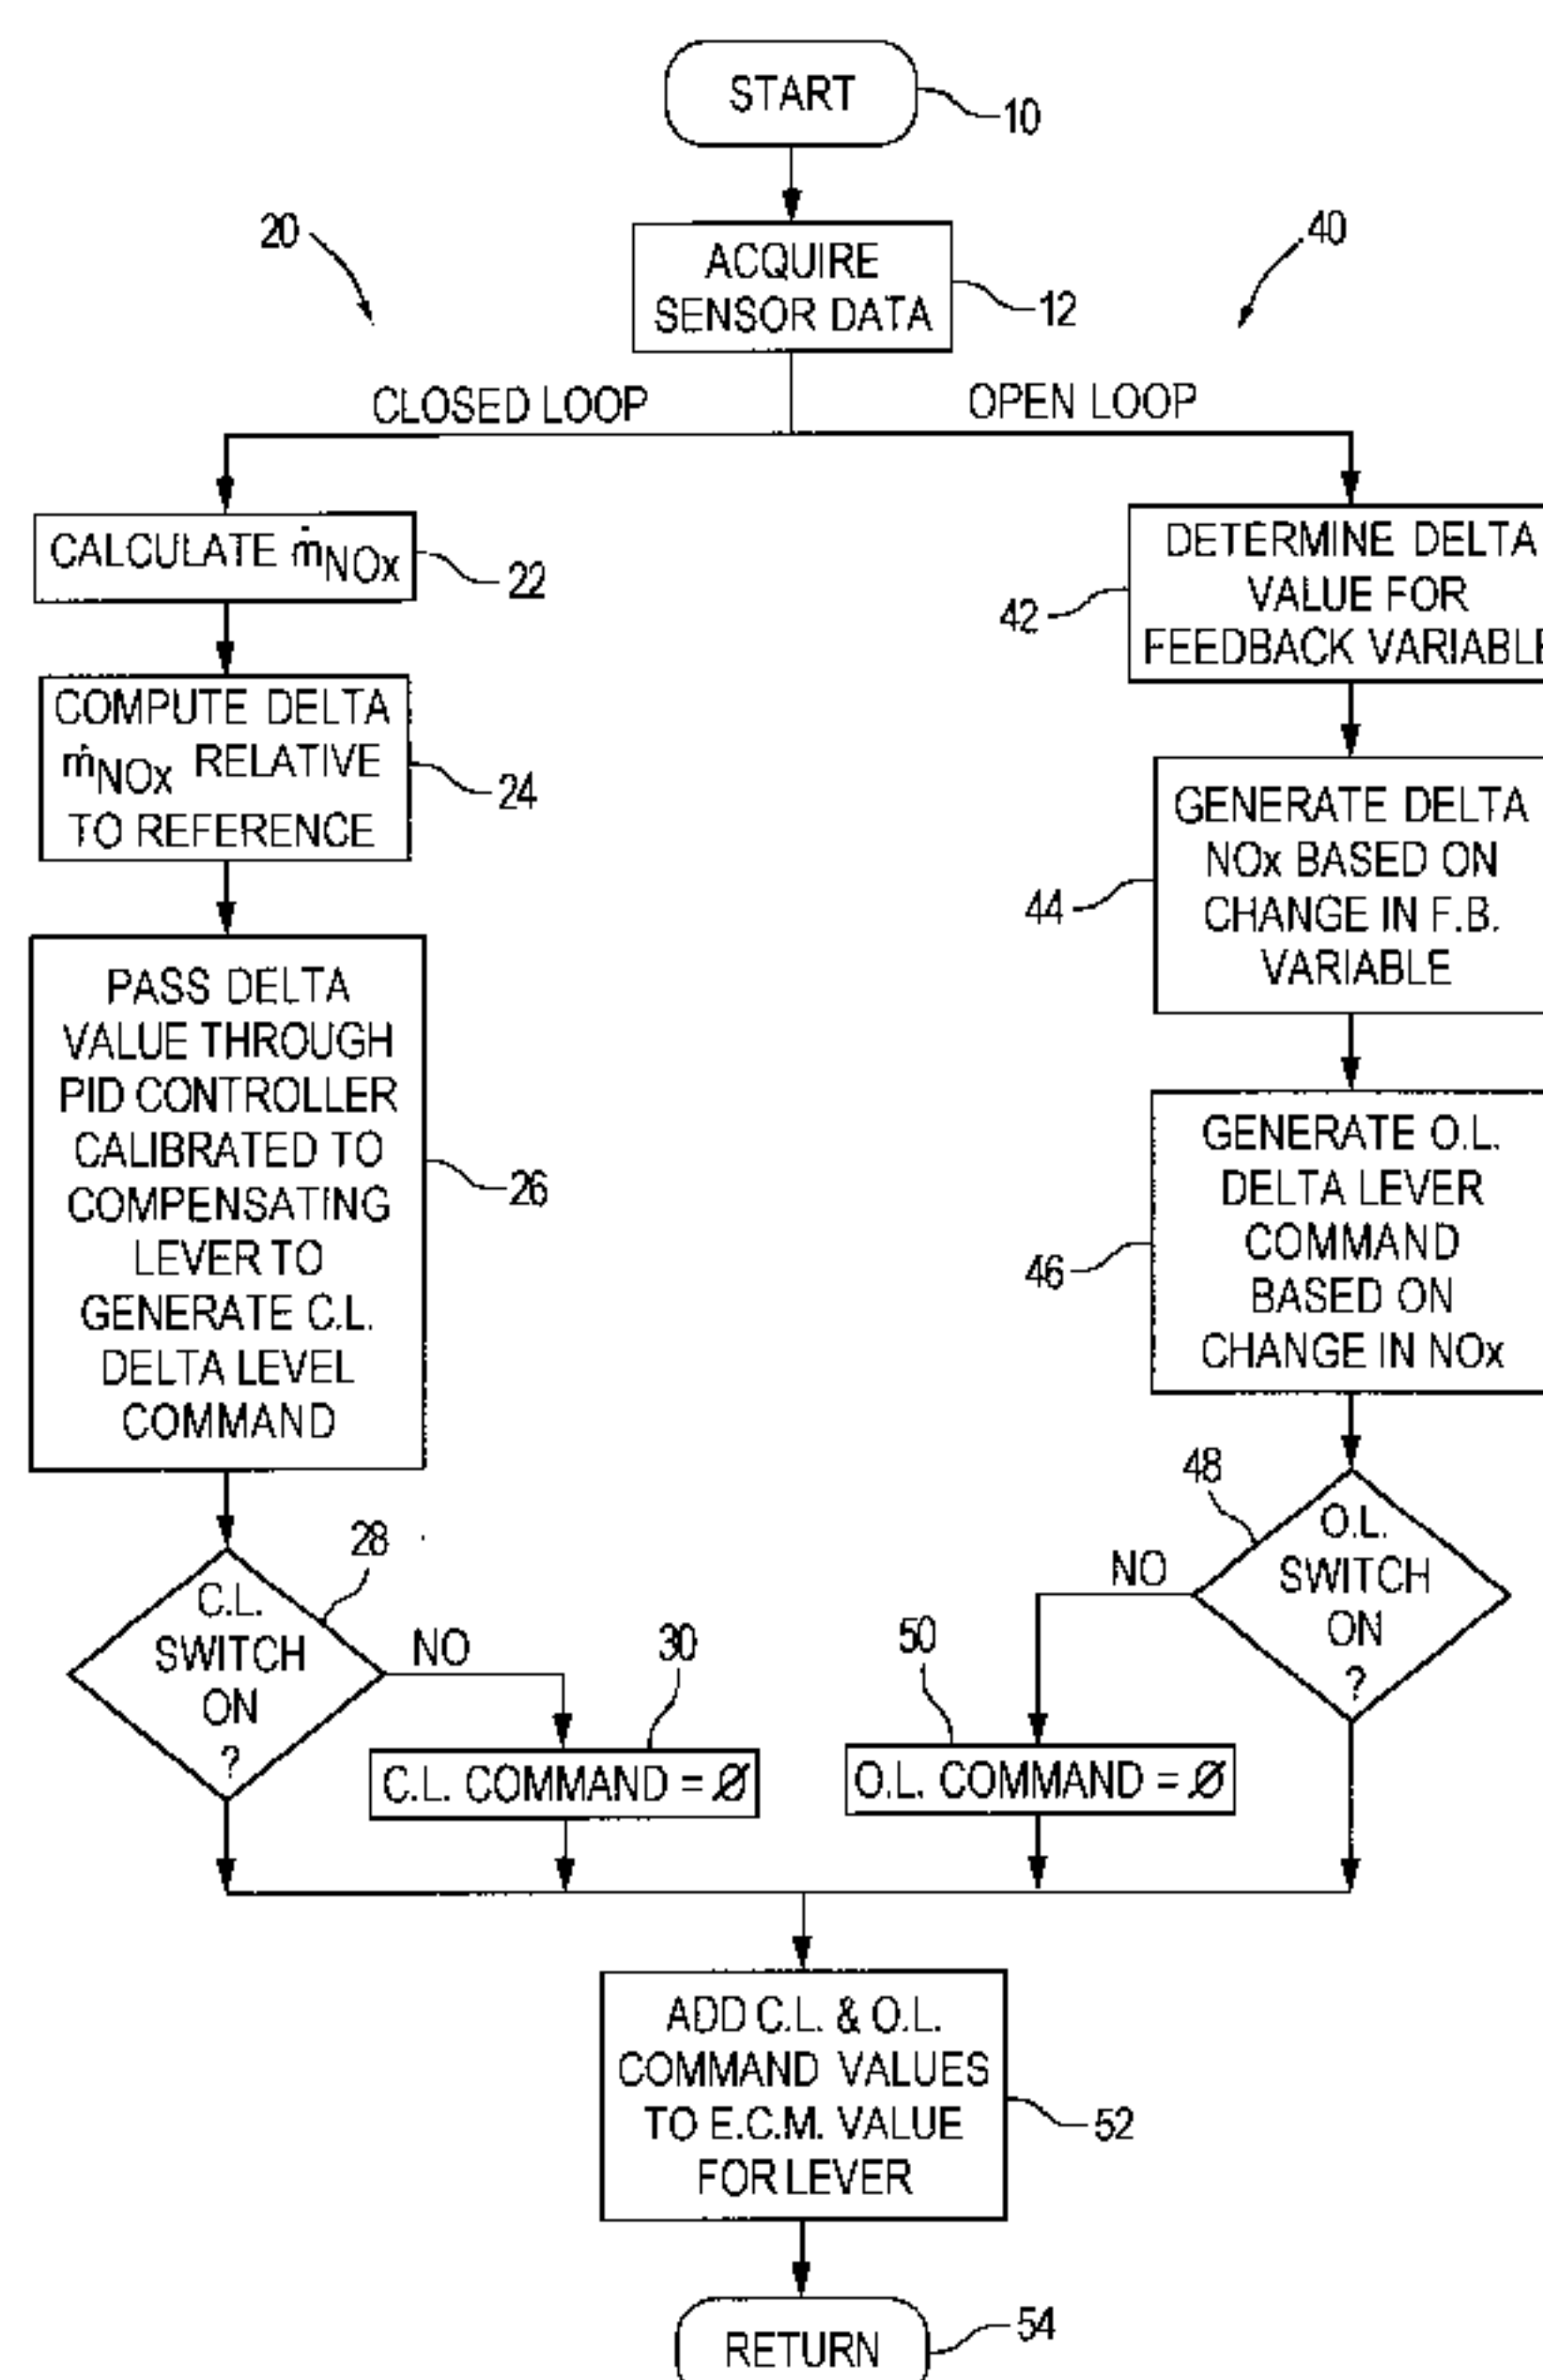 START
10
20
40
ACQUIRE
SENSOR DATA
12
CLOSED LOOP
OPEN LOOP
CALCULATE ṁNOx
22
COMPUTE DELTA
ṁNOx RELATIVE
TO REFERENCE
24
PASS DELTA
VALUE THROUGH
PID CONTROLLER
CALIBRATED TO
COMPENSATING
LEVER TO
GENERATE C.L.
DELTA LEVEL
COMMAND
26
C.L.
SWITCH
ON
?
28
NO
30
C.L. COMMAND = Ø
DETERMINE DELTA
VALUE FOR
FEEDBACK VARIABLE
42
GENERATE DELTA
NOx BASED ON
CHANGE IN F.B.
VARIABLE
44
GENERATE O.L.
DELTA LEVER
COMMAND
BASED ON
CHANGE IN NOx
46
48
O.L.
SWITCH
ON
?
NO
50
O.L. COMMAND = Ø
ADD C.L. & O.L.
COMMAND VALUES
TO E.C.M. VALUE
FOR LEVER
52
RETURN
54